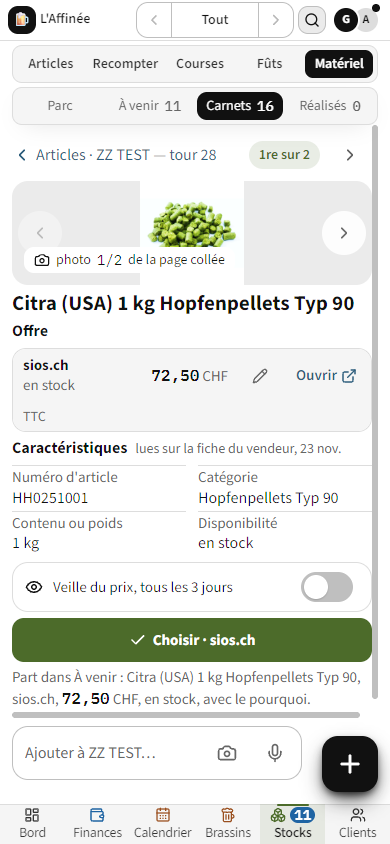 L'Affinée
Tout
G
A
Articles Recompter Courses Fûts Matériel
Parc À venir 11 Carnets 16 Réalisés 0
Articles · ZZ TEST — tour 28
1re sur 2
photo 1/2 de la page collée
Citra (USA) 1 kg Hopfenpellets Typ 90
Offre
sios.ch
en stock
72,50 CHF
Ouvrir
TTC
Caractéristiques lues sur la fiche du vendeur, 23 nov.
Numéro d'article
HH0251001
Catégorie
Hopfenpellets Typ 90
Contenu ou poids
1 kg
Disponibilité
en stock
Veille du prix, tous les 3 jours
Choisir · sios.ch
Part dans À venir : Citra (USA) 1 kg Hopfenpellets Typ 90,
sios.ch, 72,50 CHF, en stock, avec le pourquoi.
Ajouter à ZZ TEST…
11
Bord Finances Calendrier Brassins Stocks Clients